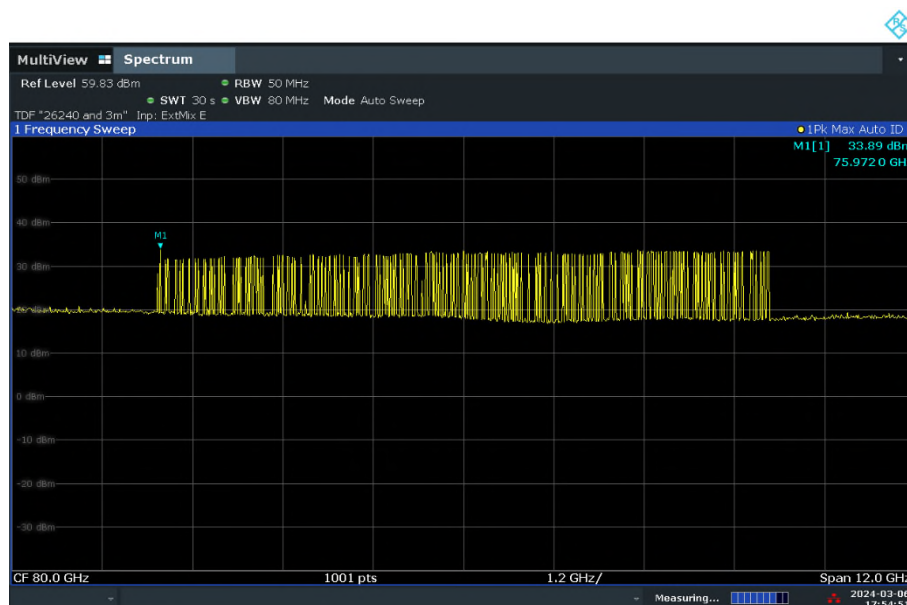 MultiView Spectrum
Ref Level 59.83 dBm RBW 50 MHz
SWT 30 s VBW 80 MHz Mode Auto Sweep
TDF "26240 and 3m" Inp: ExtMix E
1 Frequency Sweep 1Pk Max Auto ID
M1[1] 33.89 dBm
75.972 0 GH
50 dBm
40 dBm
M1
30 dBm
10 dBm
0 dBm
-10 dBm
-20 dBm
-30 dBm
CF 80.0 GHz 1001 pts 1.2 GHz/ Span 12.0 GHz
Measuring... 2024-03-06